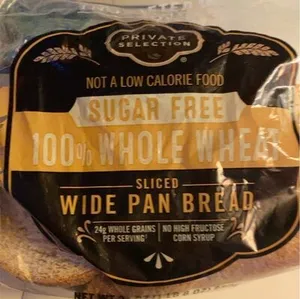 PRIVATE
SELECTION
NOT A LOW CALORIE FOOD
SUGAR FREE
100% WHOLE WHEAT
SLICED
WIDE PAN BREAD
24g WHOLE GRAINS NO HIGH FRUCTOSE
PER SERVING CORN SYRUP